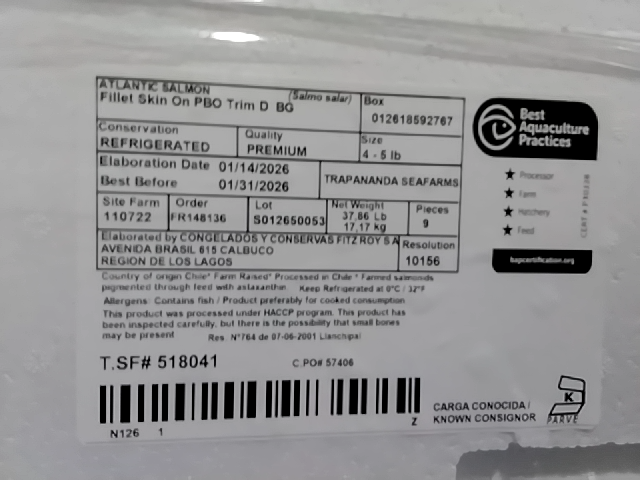 ATLANTIC SALMON (Salmo salar)
Fillet Skin On PBO Trim D BG
Box
012618592767
Conservation
REFRIGERATED
Quality
PREMIUM
Size
4 - 5 lb
Elaboration Date 01/14/2026
Best Before 01/31/2026
TRAPANANDA SEAFARMS
Site Farm
110722
Order
FR148136
Lot
S012650053
Net Weight
37,86 Lb
17,17 kg
Pieces
9
Elaborated by CONGELADOS Y CONSERVAS FITZ ROY SA
AVENIDA BRASIL 615 CALBUCO
REGION DE LOS LAGOS
Resolution
10156
Country of origin Chile* Farm Raised* Processed in Chile * Farmed salmonids
pigmented through feed with astaxanthin Keep Refrigerated at 0°C / 32°F
Allergens: Contains fish / Product preferably for cooked consumption
This product was processed under HACCP program. This product has
been inspected carefully, but there is the possibility that small bones
may be present Res. N°764 de 07-06-2001 Llanchipal
T.SF# 518041
C.PO# 57406
N126 1
Z
CARGA CONOCIDA /
KNOWN CONSIGNOR
K
PARVE
Best
Aquaculture
Practices
Processor
Farm
Hatchery
Feed
CERT #
bapcertification.org